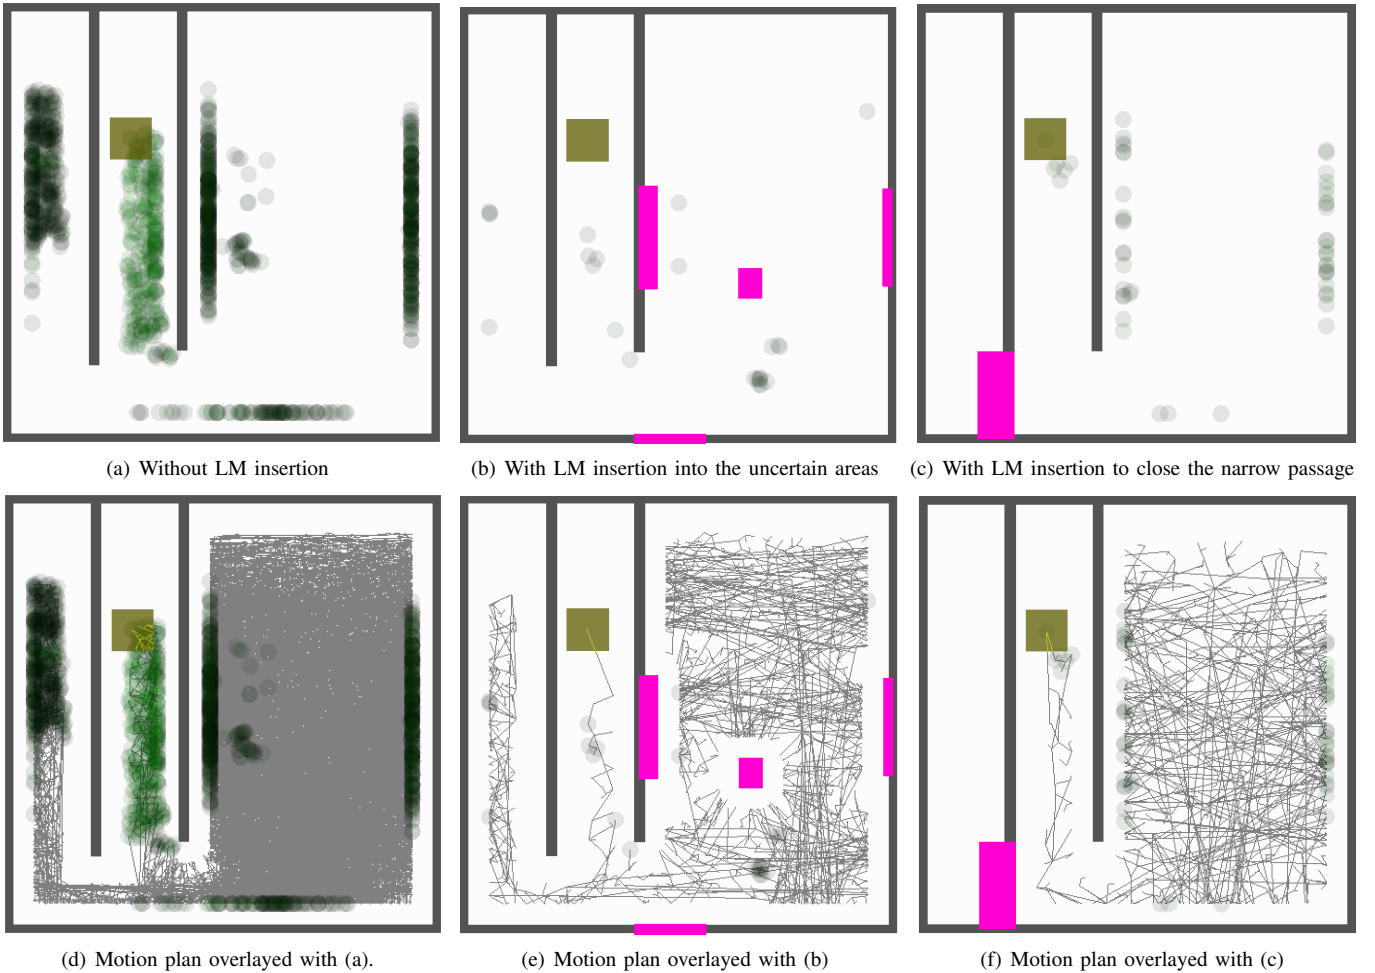 (a) Without LM insertion
(b) With LM insertion into the uncertain areas
(c) With LM insertion to close the narrow passage
(d) Motion plan overlayed with (a).
(e) Motion plan overlayed with (b)
(f) Motion plan overlayed with (c)